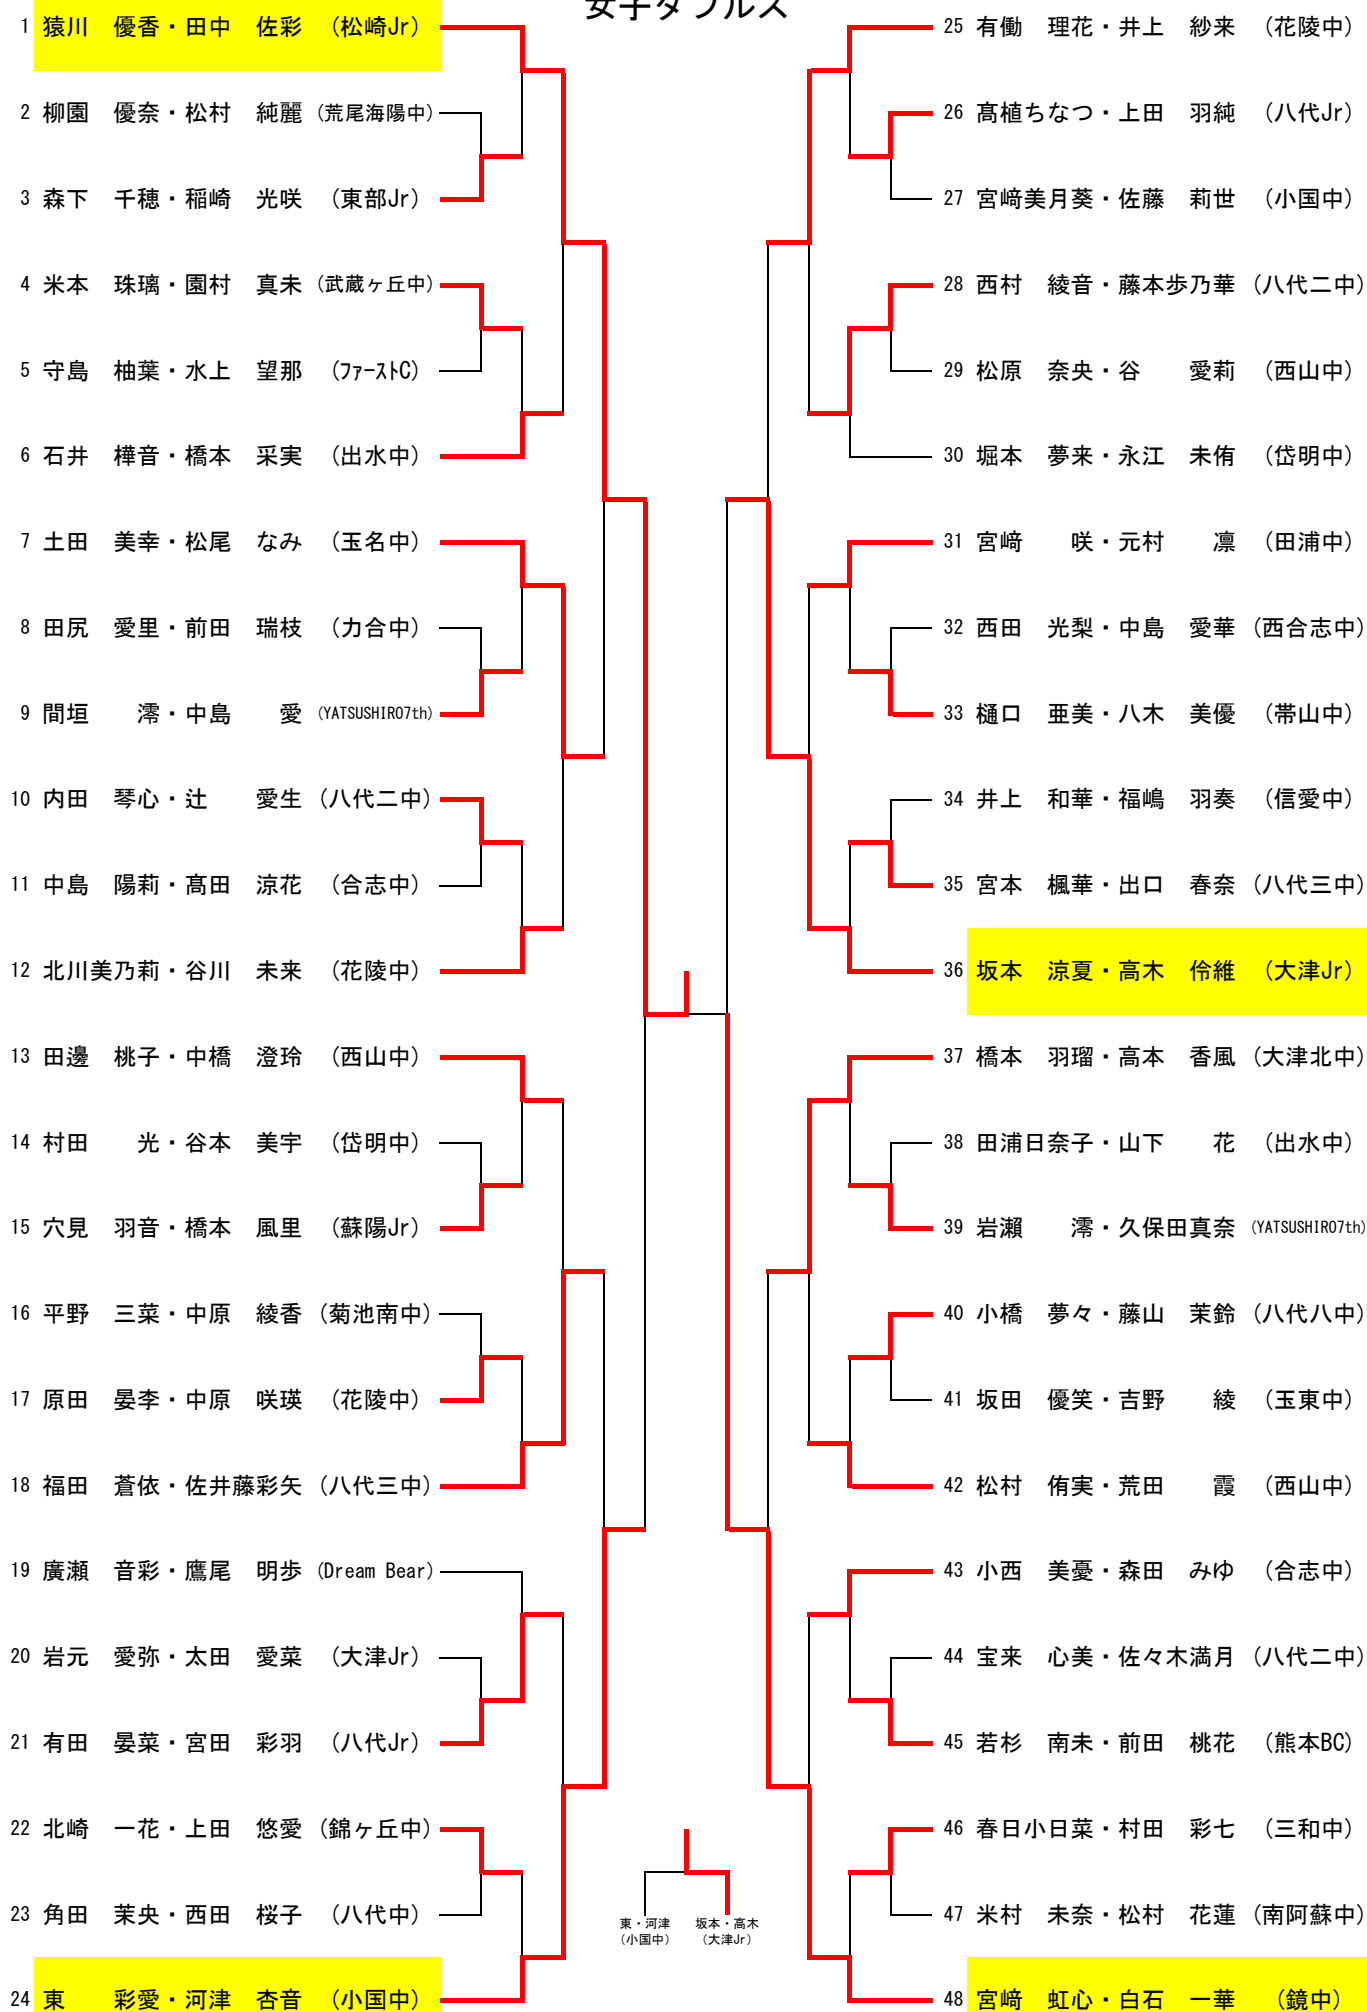 女子ダブルス
1 猿川　優香・田中　佐彩 (松崎Jr)
2 柳園　優奈・松村　純麗 (荒尾海陽中)
3 森下　千穂・稲崎　光咲 (東部Jr)
4 米本　珠璃・園村　真未 (武蔵ヶ丘中)
5 守島　柚葉・水上　望那 (ﾌｧｰｽﾄC)
6 石井　樺音・橋本　采実 (出水中)
7 土田　美幸・松尾　なみ (玉名中)
8 田尻　愛里・前田　瑞枝 (力合中)
9 間垣　　澪・中島　　愛 (YATSUSHIRO7th)
10 内田　琴心・辻　　愛生 (八代二中)
11 中島　陽莉・髙田　涼花 (合志中)
12 北川美乃莉・谷川　未来 (花陵中)
13 田邊　桃子・中橋　澄玲 (西山中)
14 村田　　光・谷本　美宇 (岱明中)
15 穴見　羽音・橋本　風里 (蘇陽Jr)
16 平野　三菜・中原　綾香 (菊池南中)
17 原田　晏李・中原　咲瑛 (花陵中)
18 福田　蒼依・佐井藤彩矢 (八代三中)
19 廣瀬　音彩・鷹尾　明歩 (Dream Bear)
20 岩元　愛弥・太田　愛菜 (大津Jr)
21 有田　晏菜・宮田　彩羽 (八代Jr)
22 北崎　一花・上田　悠愛 (錦ヶ丘中)
23 角田　茉央・西田　桜子 (八代中)
24 東　　彩愛・河津　杏音 (小国中)
25 有働　理花・井上　紗来 (花陵中)
26 髙植ちなつ・上田　羽純 (八代Jr)
27 宮﨑美月葵・佐藤　莉世 (小国中)
28 西村　綾音・藤本歩乃華 (八代二中)
29 松原　奈央・谷　　愛莉 (西山中)
30 堀本　夢来・永江　未侑 (岱明中)
31 宮﨑　　咲・元村　　凛 (田浦中)
32 西田　光梨・中島　愛華 (西合志中)
33 樋口　亜美・八木　美優 (帯山中)
34 井上　和華・福嶋　羽奏 (信愛中)
35 宮本　楓華・出口　春奈 (八代三中)
36 坂本　涼夏・高木　伶維 (大津Jr)
37 橋本　羽瑠・高本　香風 (大津北中)
38 田浦日奈子・山下　　花 (出水中)
39 岩瀬　　澪・久保田真奈 (YATSUSHIRO7th)
40 小橋　夢々・藤山　茉鈴 (八代八中)
41 坂田　優笑・吉野　　綾 (玉東中)
42 松村　侑実・荒田　　霞 (西山中)
43 小西　美憂・森田　みゆ (合志中)
44 宝来　心美・佐々木満月 (八代二中)
45 若杉　南未・前田　桃花 (熊本BC)
46 春日小日菜・村田　彩七 (三和中)
47 米村　未奈・松村　花蓮 (南阿蘇中)
48 宮﨑　虹心・白石　一華 (鏡中)
東・河津
(小国中)
坂本・高木
(大津Jr)